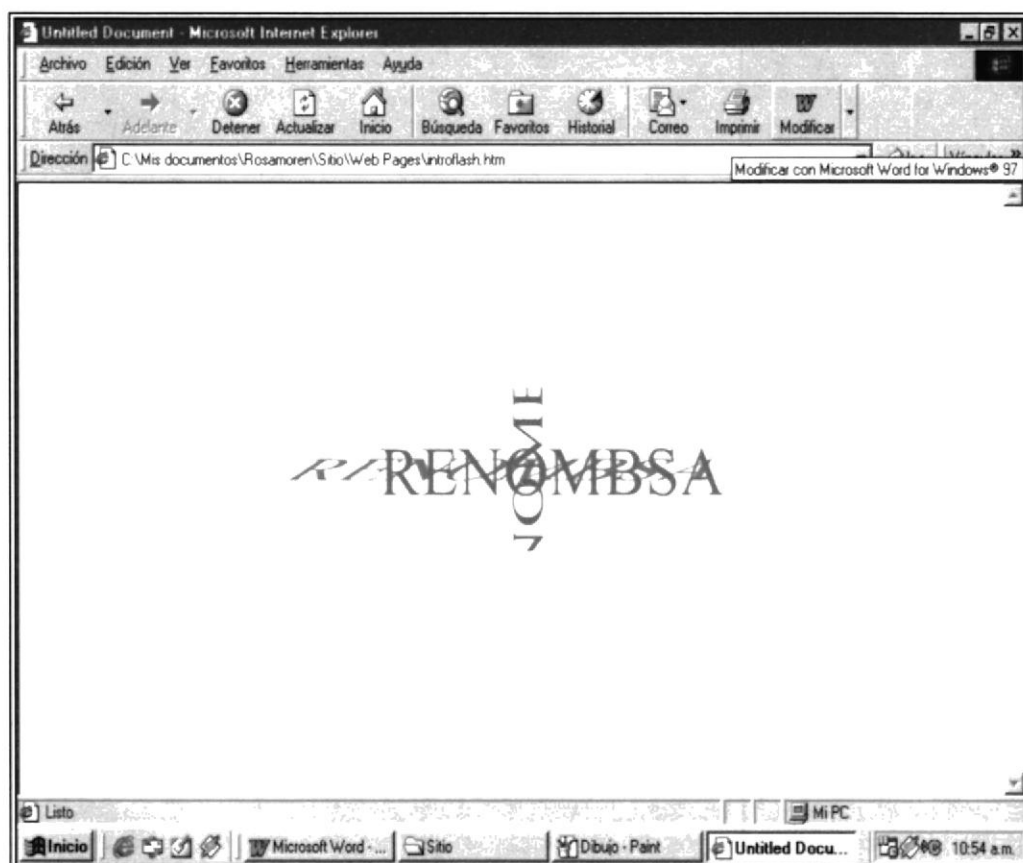 Untitled Document - Microsoft Internet Explorer
Archivo Edición Ver Favoritos Herramientas Ayuda
Atrás Adelante Detener Actualizar Inicio Búsqueda Favoritos Historial Correo Imprimir Modificar
Dirección C:\Mis documentos\Rosamoren\Sitio\Web Pages\introflash.htm
Modificar con Microsoft Word for Windows® 97
RENOMBSA
Listo Mi PC
Inicio Microsoft Word - ... Sitio Dibujo - Paint Untitled Docu... 10:54 a.m.